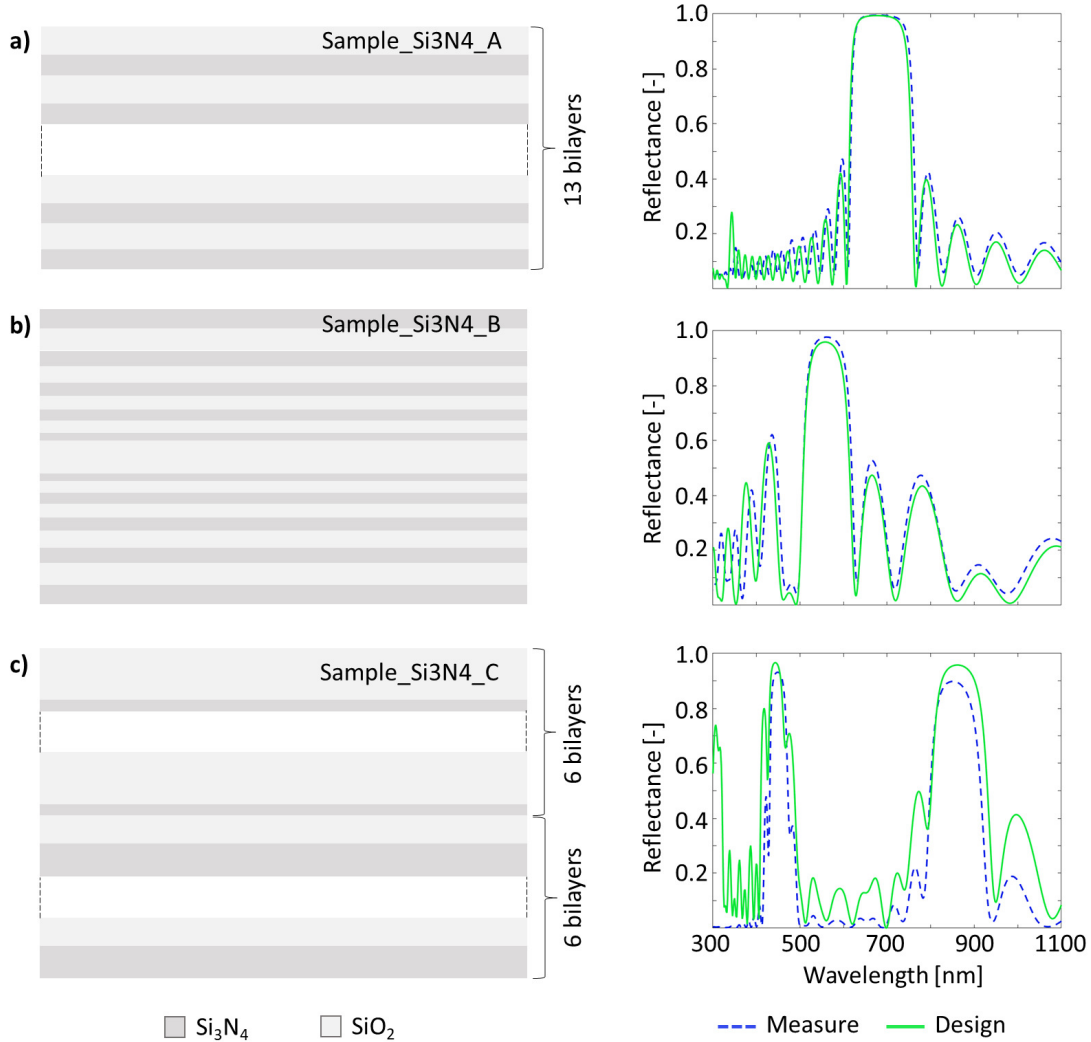 a)
Sample_Si3N4_A
13 bilayers
Reflectance [-]
1.0
0.8
0.6
0.4
0.2
b)
Sample_Si3N4_B
Reflectance [-]
1.0
0.8
0.6
0.4
0.2
c)
Sample_Si3N4_C
6 bilayers
6 bilayers
Reflectance [-]
1.0
0.8
0.6
0.4
0.2
300 500 700 900 1100
Wavelength [nm]
Si₃N₄ SiO₂
Measure Design